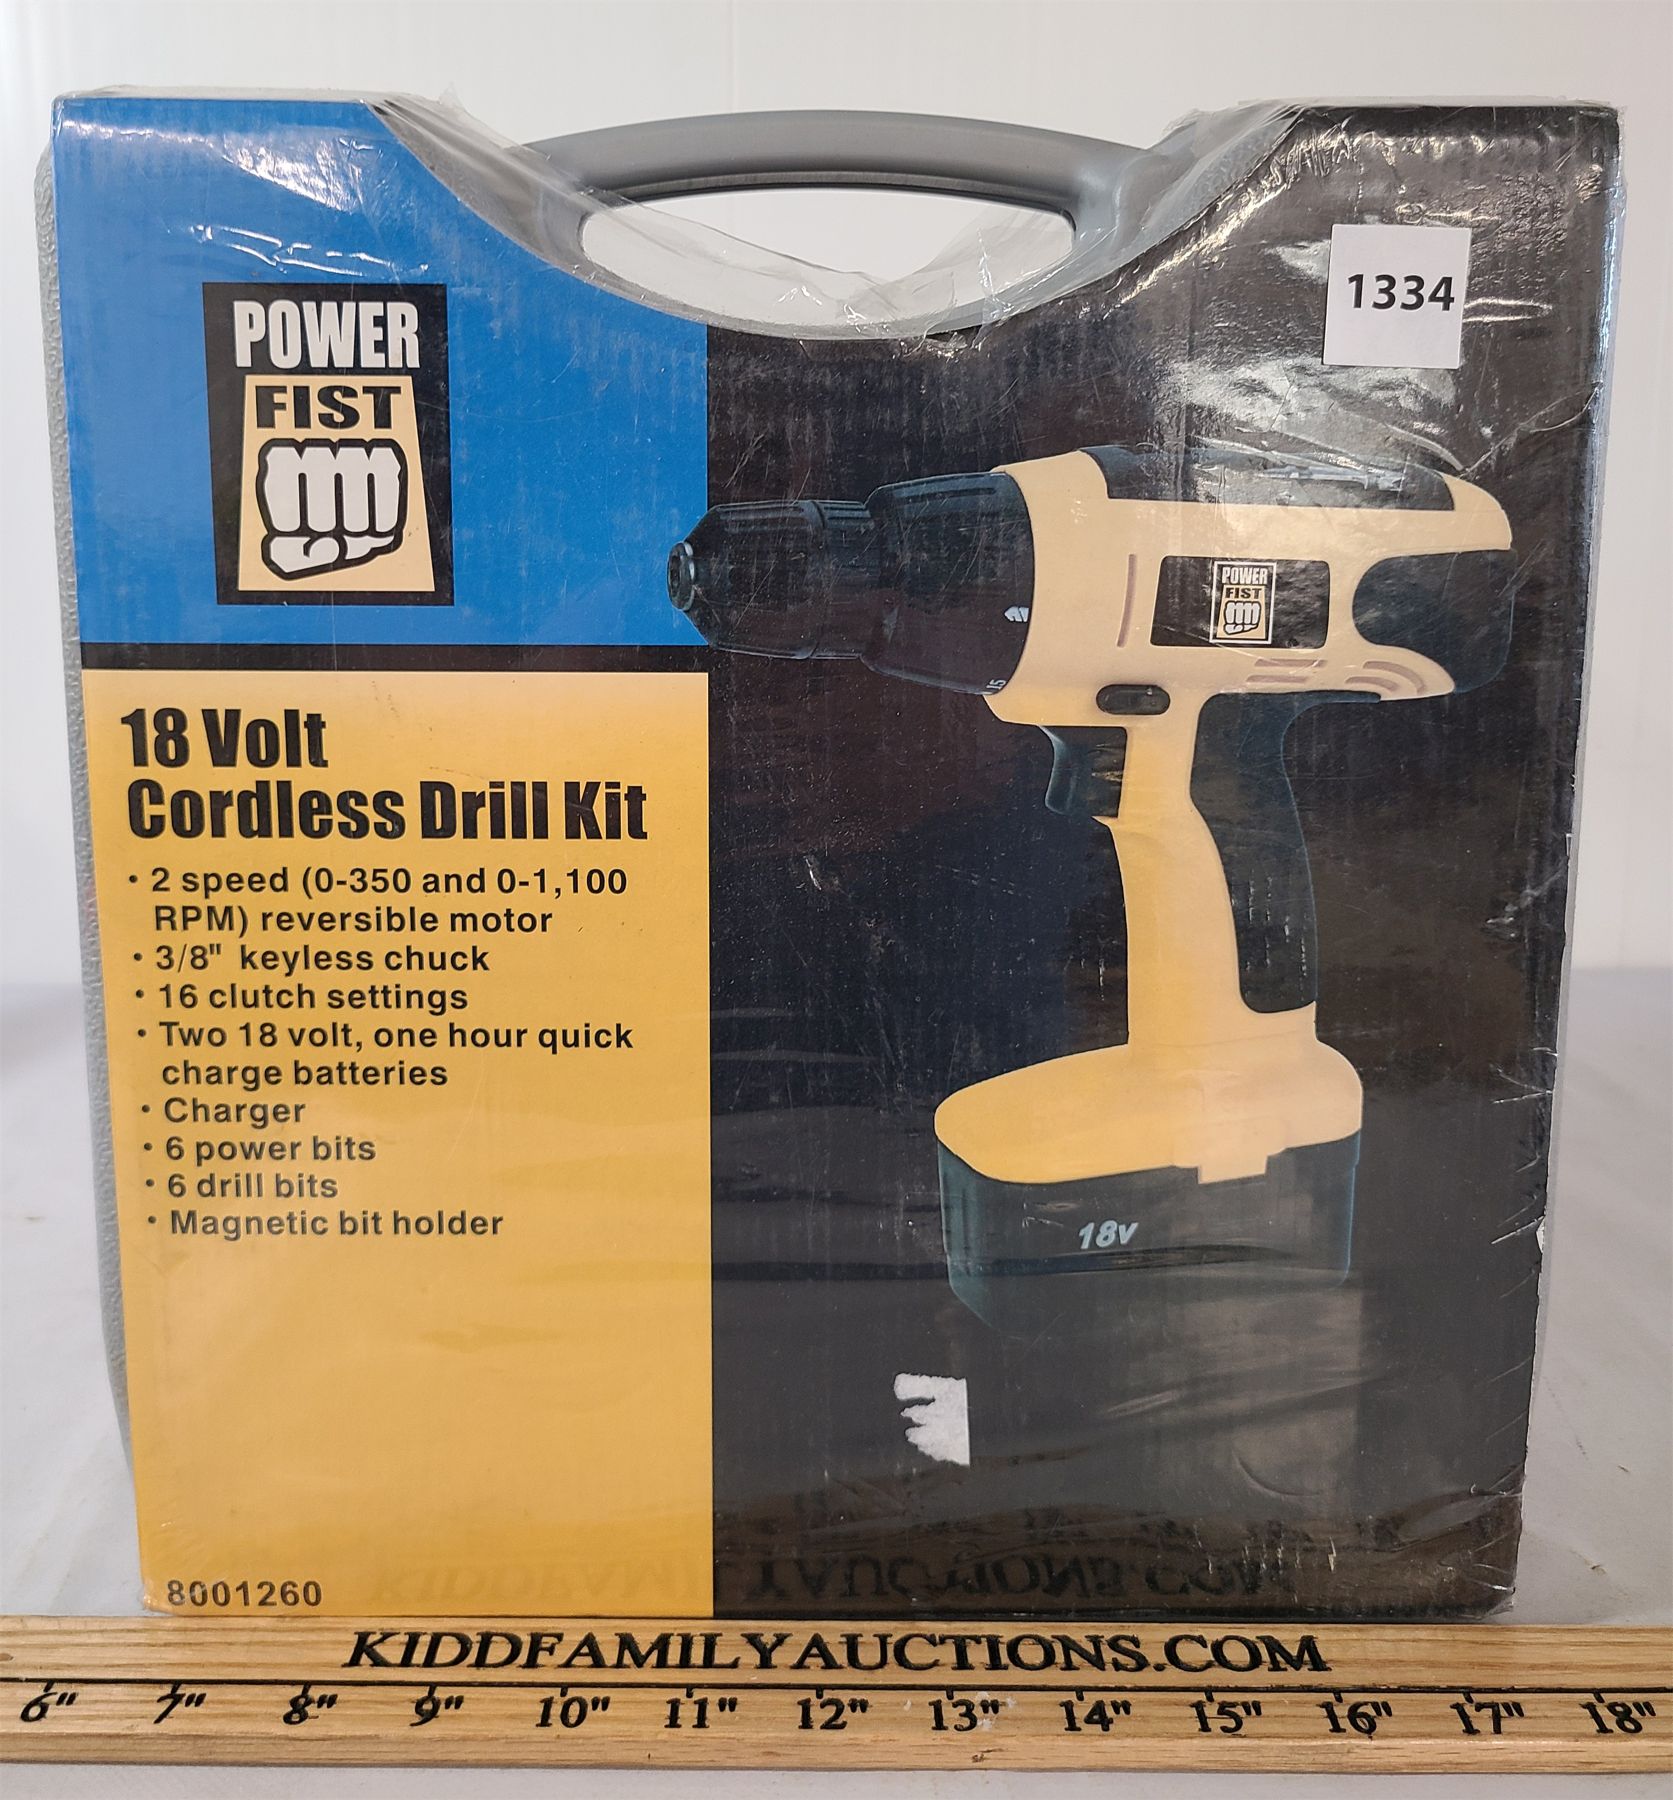 1334
POWER
FIST
POWER
FIST
15
18 Volt
Cordless Drill Kit
• 2 speed (0-350 and 0-1,100
RPM) reversible motor
• 3/8" keyless chuck
• 16 clutch settings
• Two 18 volt, one hour quick
charge batteries
• Charger
• 6 power bits
• 6 drill bits
• Magnetic bit holder
18V
8001260
KIDDFAMILYAUCTIONS.COM
6" 7" 8" 9" 10" 11" 12" 13" 14" 15" 16" 17" 18"